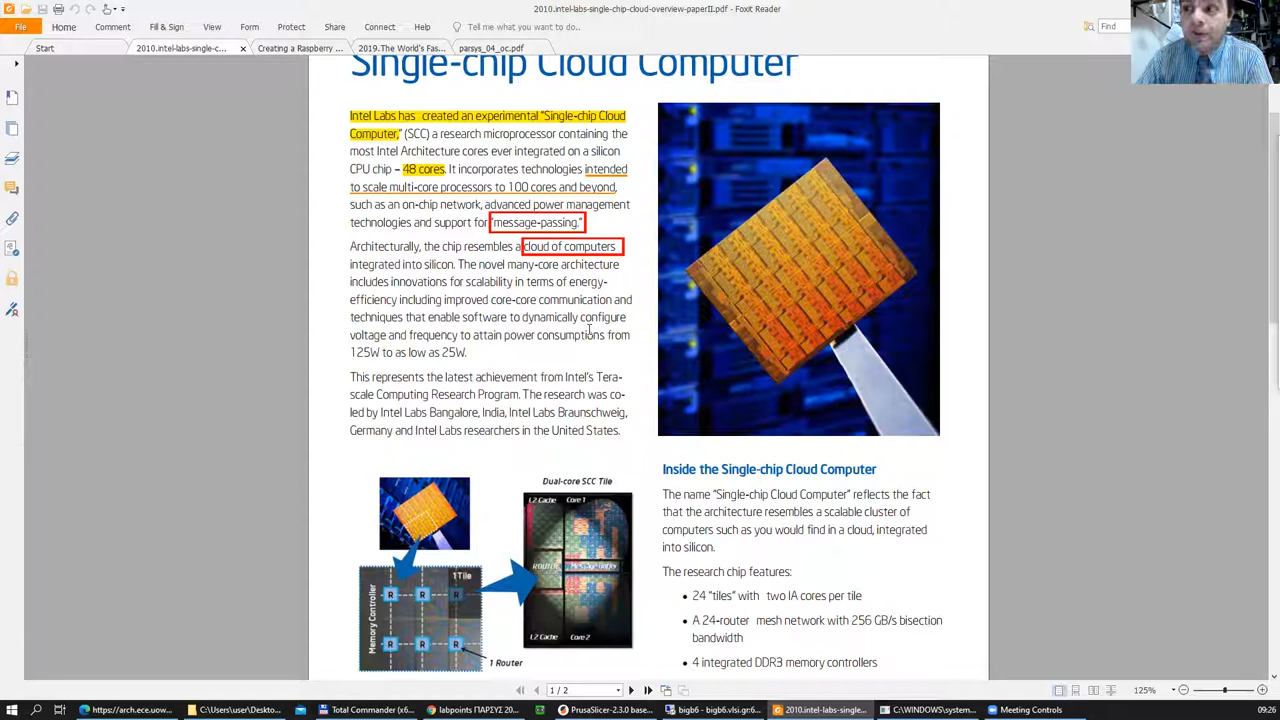 2010.intel-labs-single-chip-cloud-overview-paperII.pdf - Foxit Reader
File
Home
Comment
Fill & Sign
View
Form
Protect
Share
Connect
Help
Tell me what you want to do...
Find
Start
2010.intel-labs-single-c...
Creating a Raspberry ...
2019.The World's Fas...
parsys_04_oc.pdf
Single-chip Cloud Computer
Intel Labs has created an experimental "Single-chip Cloud
Computer," (SCC) a research microprocessor containing the
most Intel Architecture cores ever integrated on a silicon
CPU chip – 48 cores. It incorporates technologies intended
to scale multi-core processors to 100 cores and beyond,
such as an on-chip network, advanced power management
technologies and support for "message-passing."
Architecturally, the chip resembles a cloud of computers
integrated into silicon. The novel many-core architecture
includes innovations for scalability in terms of energy-
efficiency including improved core-core communication and
techniques that enable software to dynamically configure
voltage and frequency to attain power consumptions from
125W to as low as 25W.
This represents the latest achievement from Intel's Tera-
scale Computing Research Program. The research was co-
led by Intel Labs Bangalore, India, Intel Labs Braunschweig,
Germany and Intel Labs researchers in the United States.
Dual-core SCC Tile
L2 Cache
Core 1
ROUTER
Message Buffer
L2 Cache
Core 2
1 Tile
Memory Controller
R
R
R
R
R
R
1 Router
Inside the Single-chip Cloud Computer
The name "Single-chip Cloud Computer" reflects the fact
that the architecture resembles a scalable cluster of
computers such as you would find in a cloud, integrated
into silicon.
The research chip features:
• 24 "tiles" with two IA cores per tile
• A 24-router mesh network with 256 GB/s bisection
bandwidth
• 4 integrated DDR3 memory controllers
1 / 2
125%
https://arch.ece.uow...
C:\Users\user\Deskto...
Total Commander (x6...
labpoints ΠΑΡΣΥΣ 20...
PrusaSlicer-2.3.0 base...
bigb6 - bigb6.vlsi.gr:v...
2010.intel-labs-single...
C:\WINDOWS\system...
Meeting Controls
09:26